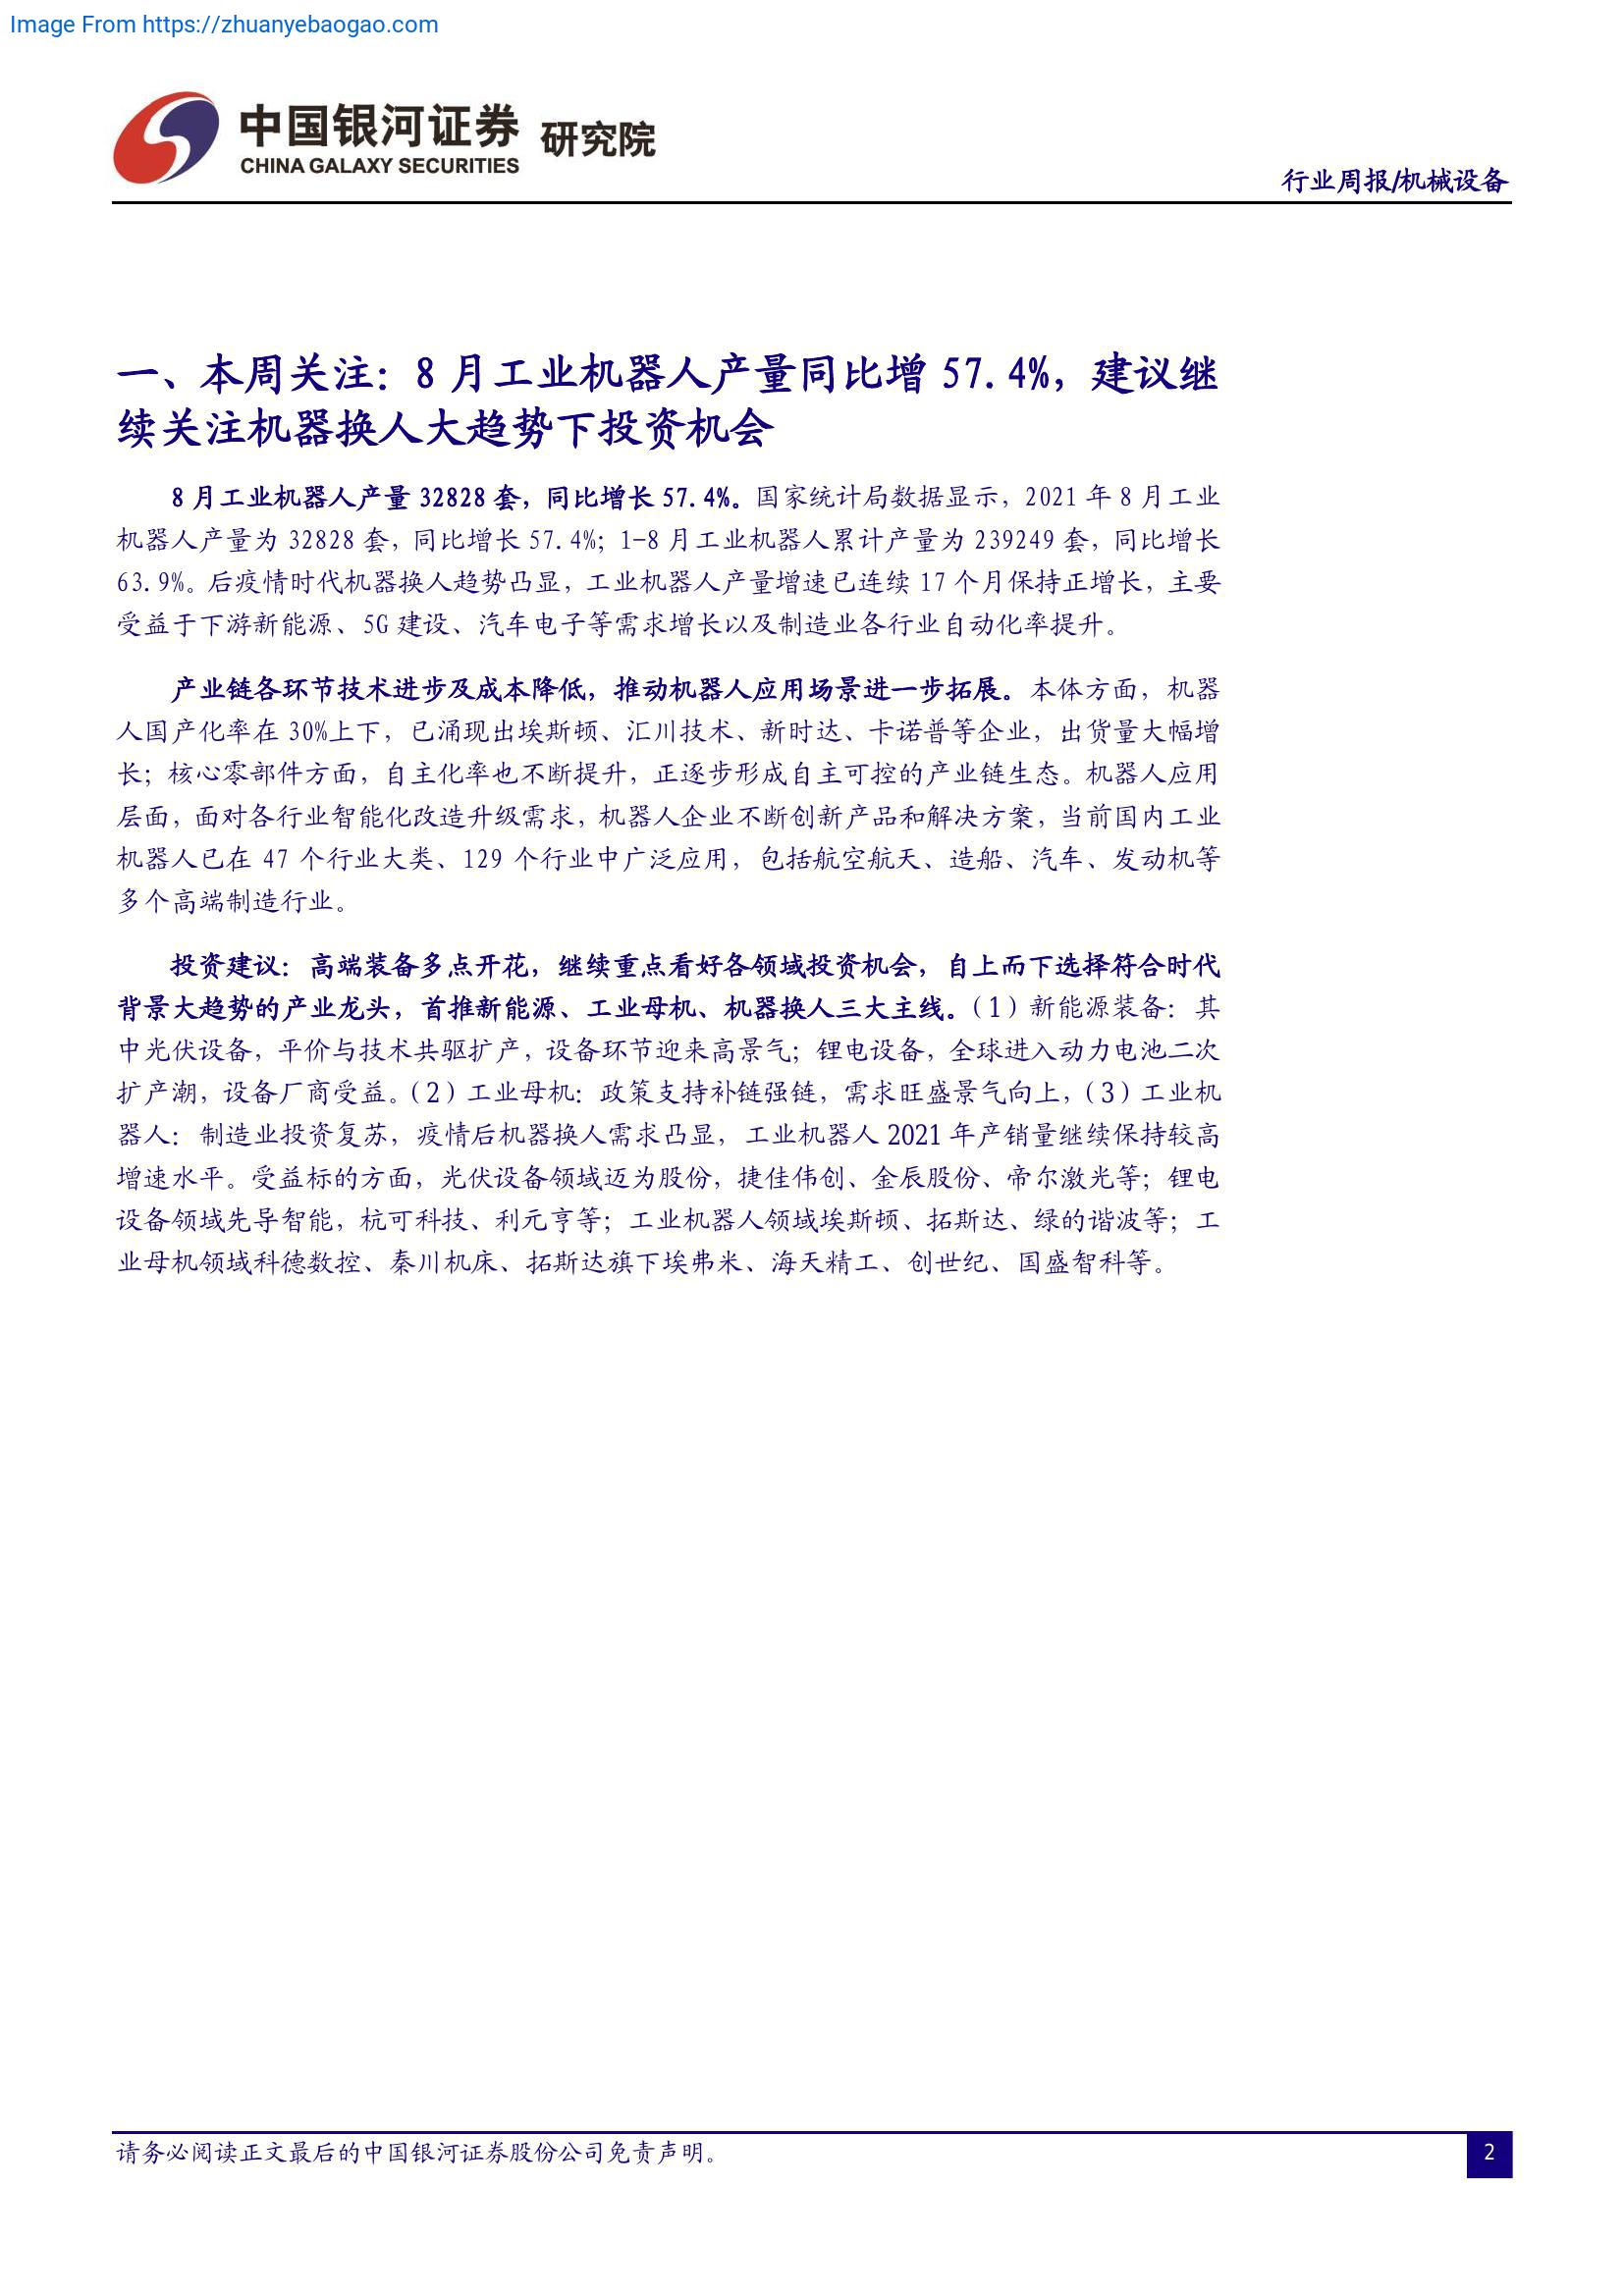 Image From https://zhuanyebaogao.com
中国银河证券 研究院
CHINA GALAXY SECURITIES
行业周报/机械设备
一、本周关注：8 月工业机器人产量同比增 57.4%，建议继
续关注机器换人大趋势下投资机会
8 月工业机器人产量 32828 套，同比增长 57.4%。国家统计局数据显示，2021 年 8 月工业
机器人产量为 32828 套，同比增长 57.4%；1-8 月工业机器人累计产量为 239249 套，同比增长
63.9%。后疫情时代机器换人趋势凸显，工业机器人产量增速已连续 17 个月保持正增长，主要
受益于下游新能源、5G 建设、汽车电子等需求增长以及制造业各行业自动化率提升。
产业链各环节技术进步及成本降低，推动机器人应用场景进一步拓展。本体方面，机器
人国产化率在 30%上下，已涌现出埃斯顿、汇川技术、新时达、卡诺普等企业，出货量大幅增
长；核心零部件方面，自主化率也不断提升，正逐步形成自主可控的产业链生态。机器人应用
层面，面对各行业智能化改造升级需求，机器人企业不断创新产品和解决方案，当前国内工业
机器人已在 47 个行业大类、129 个行业中广泛应用，包括航空航天、造船、汽车、发动机等
多个高端制造行业。
投资建议：高端装备多点开花，继续重点看好各领域投资机会，自上而下选择符合时代
背景大趋势的产业龙头，首推新能源、工业母机、机器换人三大主线。（1）新能源装备：其
中光伏设备，平价与技术共驱扩产，设备环节迎来高景气；锂电设备，全球进入动力电池二次
扩产潮，设备厂商受益。（2）工业母机：政策支持补链强链，需求旺盛景气向上，（3）工业机
器人：制造业投资复苏，疫情后机器换人需求凸显，工业机器人 2021 年产销量继续保持较高
增速水平。受益标的方面，光伏设备领域迈为股份，捷佳伟创、金辰股份、帝尔激光等；锂电
设备领域先导智能，杭可科技、利元亨等；工业机器人领域埃斯顿、拓斯达、绿的谐波等；工
业母机领域科德数控、秦川机床、拓斯达旗下埃弗米、海天精工、创世纪、国盛智科等。
请务必阅读正文最后的中国银河证券股份公司免责声明。
2